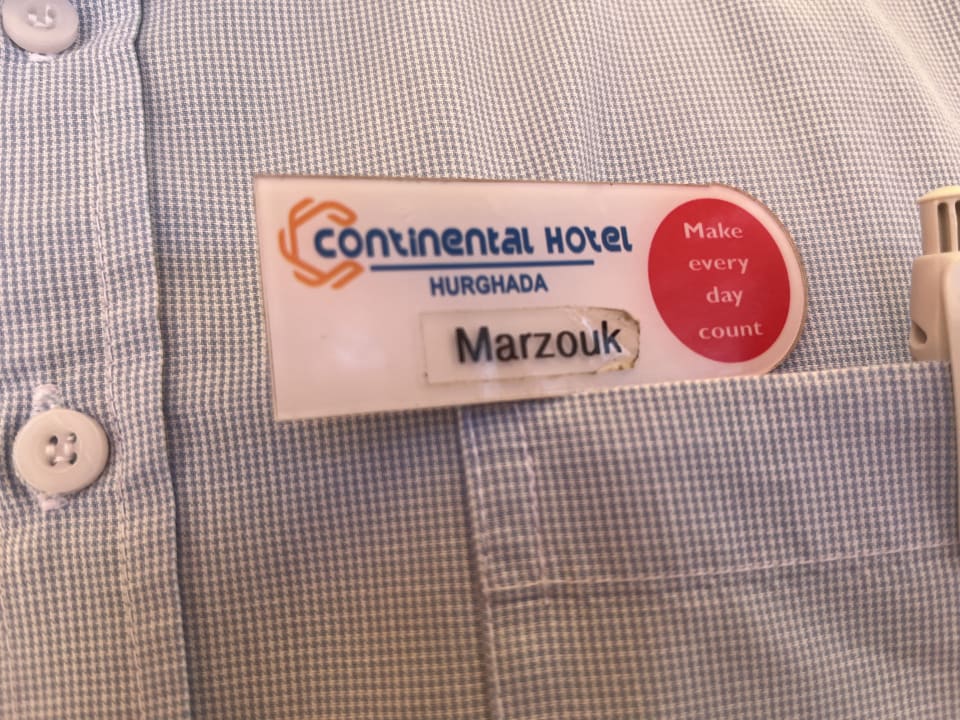 Continental Hotel
HURGHADA
Marzouk
Make
every
day
count